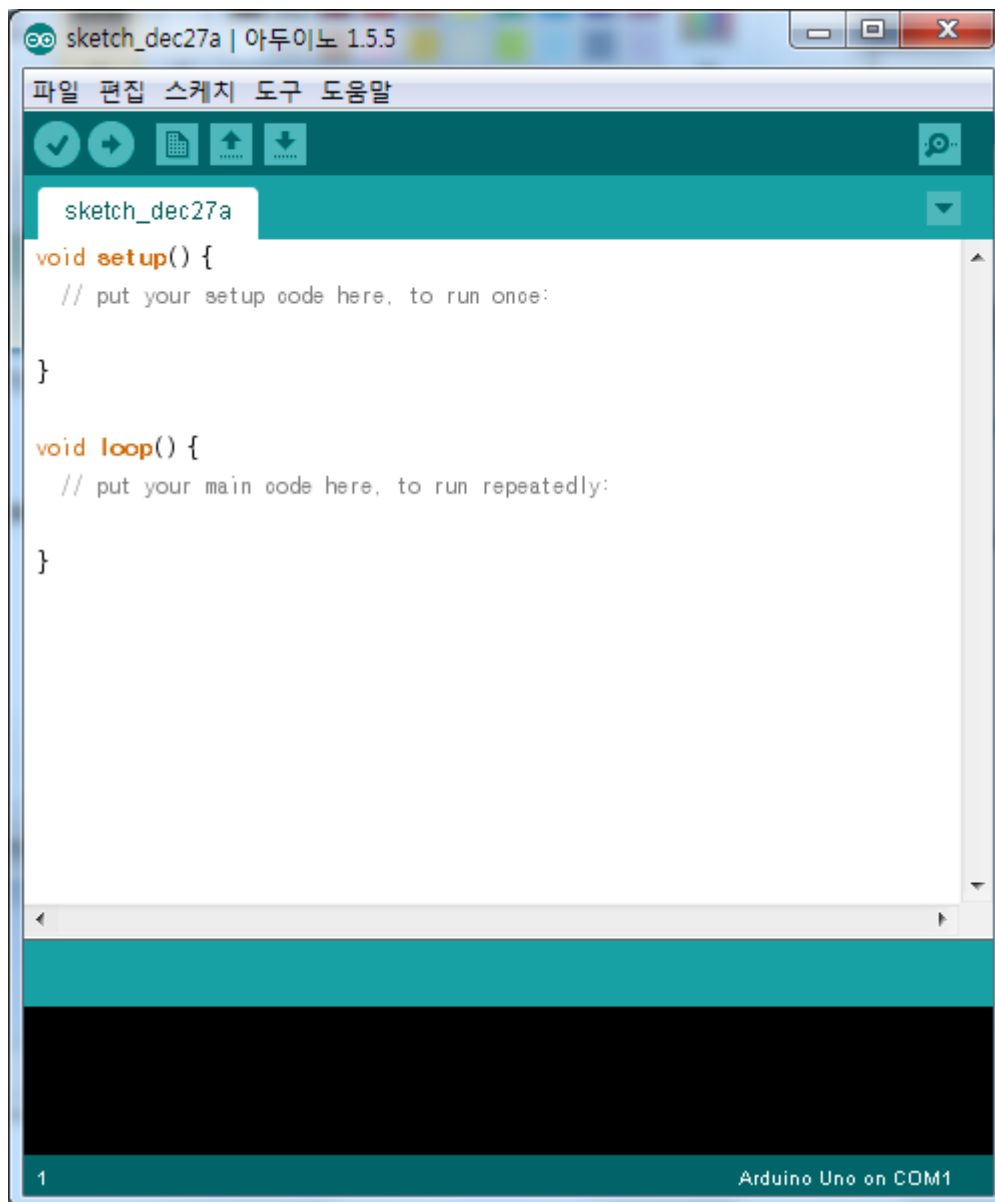 sketch_dec27a | 아두이노 1.5.5
파일 편집 스케치 도구 도움말
sketch_dec27a
void setup() {
// put your setup code here, to run once:
}
void loop() {
// put your main code here, to run repeatedly:
}
1 Arduino Uno on COM1